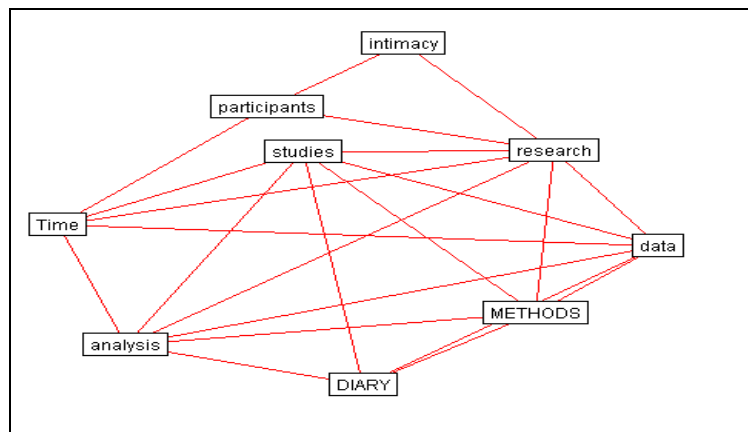 intimacy
participants
studies
research
Time
data
METHODS
analysis
DIARY